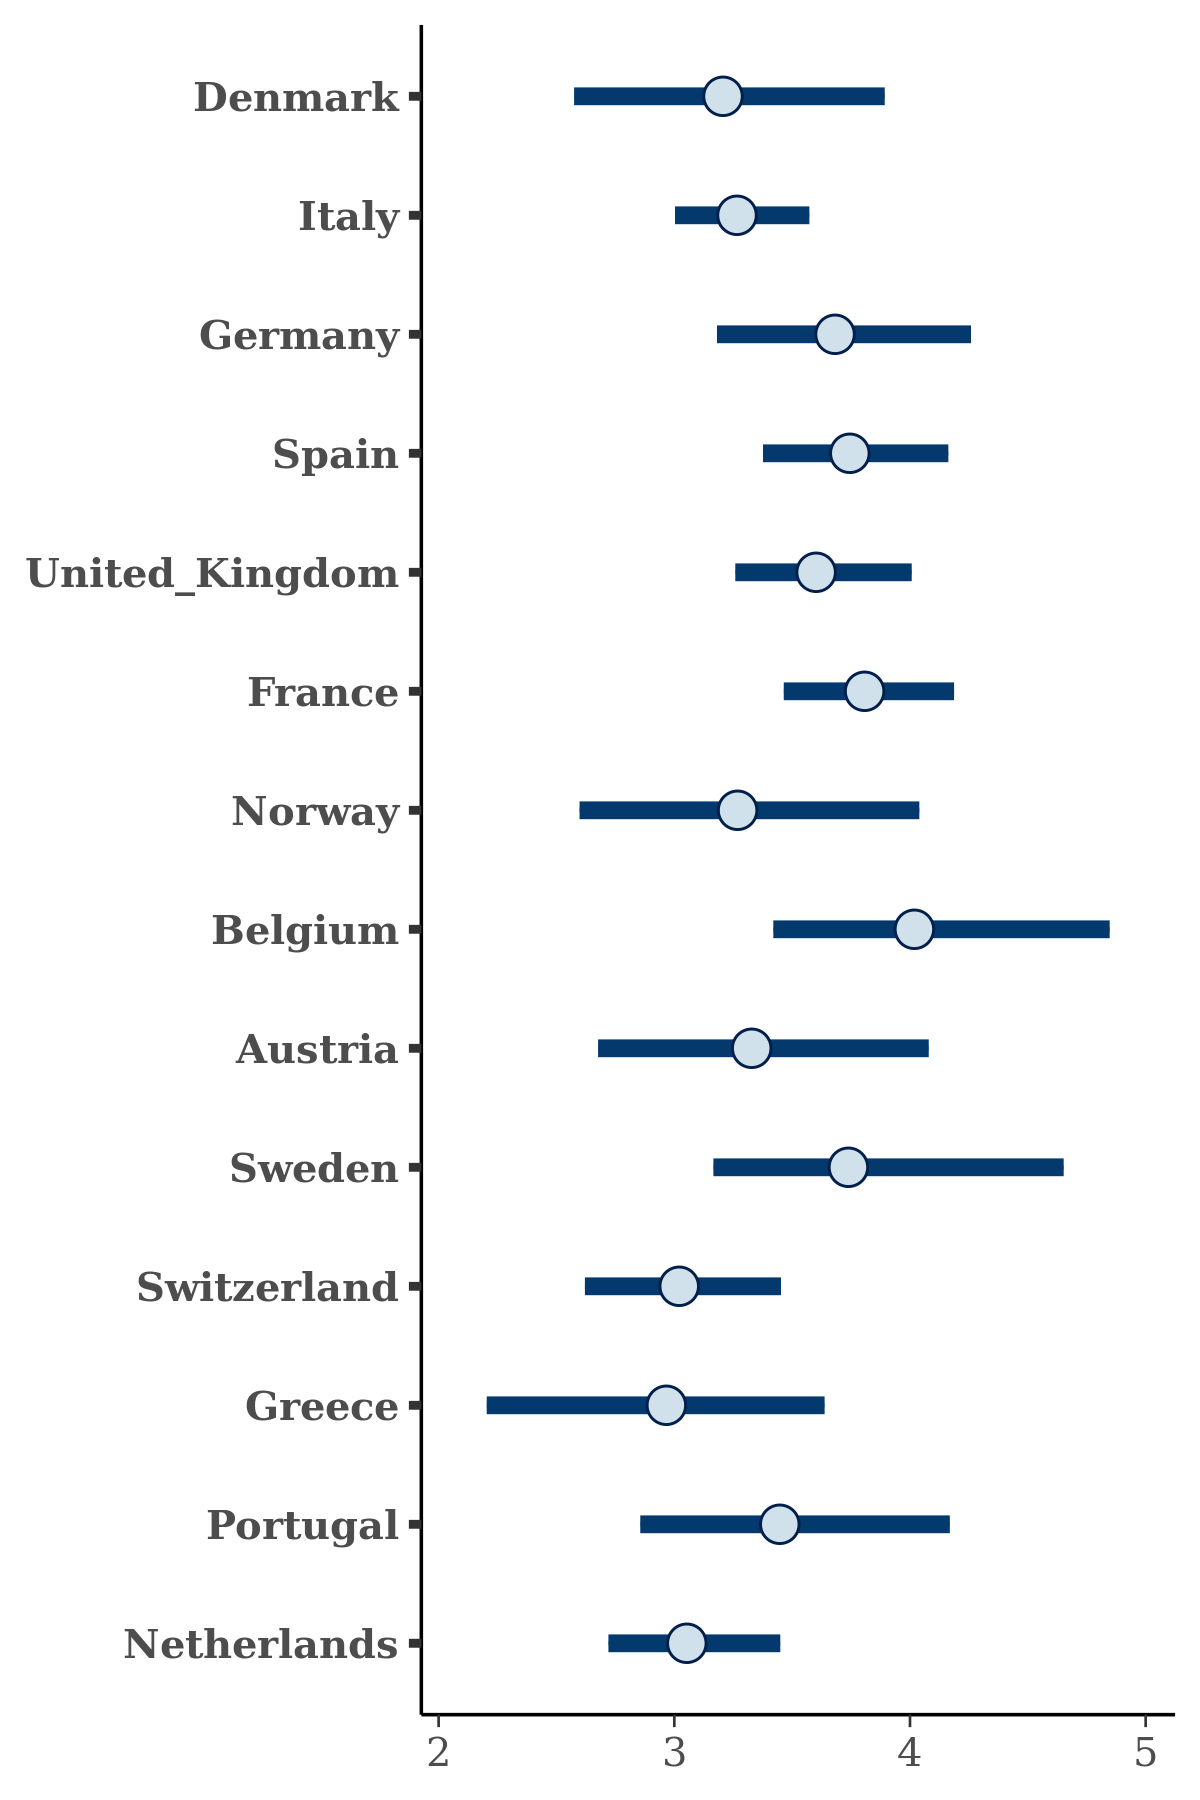 Denmark
Italy
Germany
Spain
United_Kingdom
France
Norway
Belgium
Austria
Sweden
Switzerland
Greece
Portugal
Netherlands
2 3 4 5